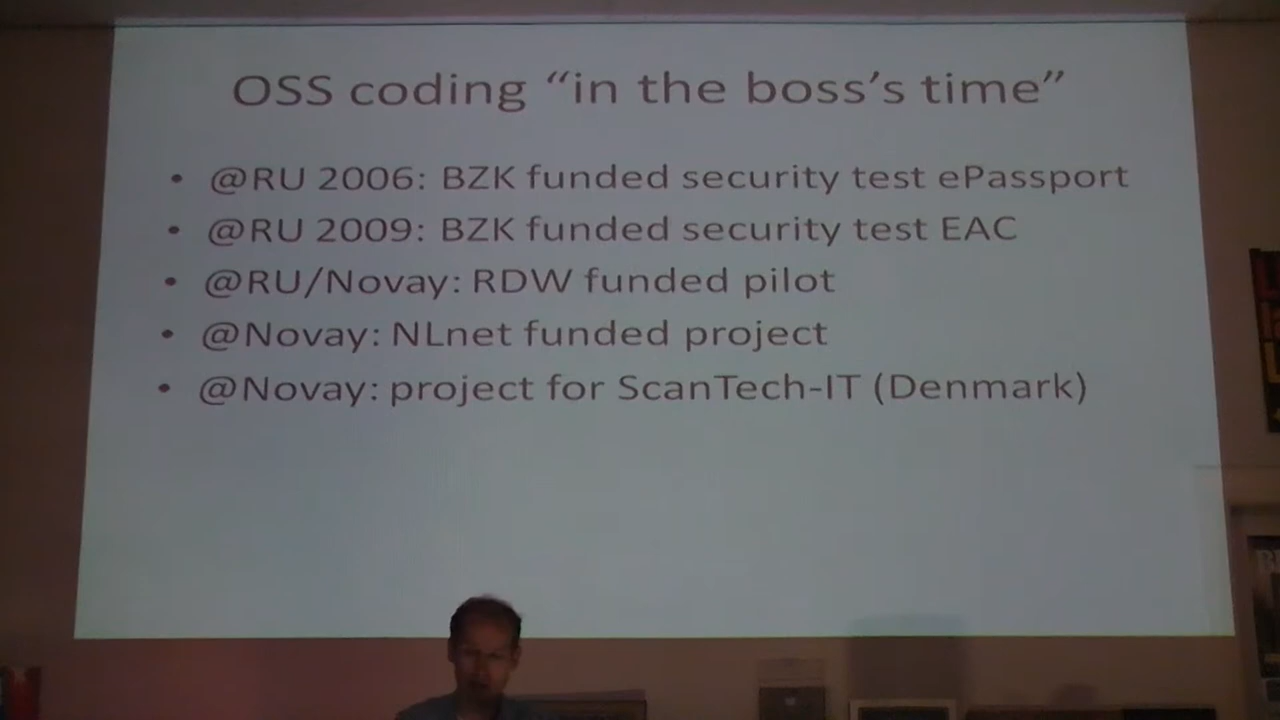 OSS coding “in the boss’s time”
• @RU 2006: BZK funded security test ePassport
• @RU 2009: BZK funded security test EAC
• @RU/Novay: RDW funded pilot
• @Novay: NLnet funded project
• @Novay: project for ScanTech-IT (Denmark)